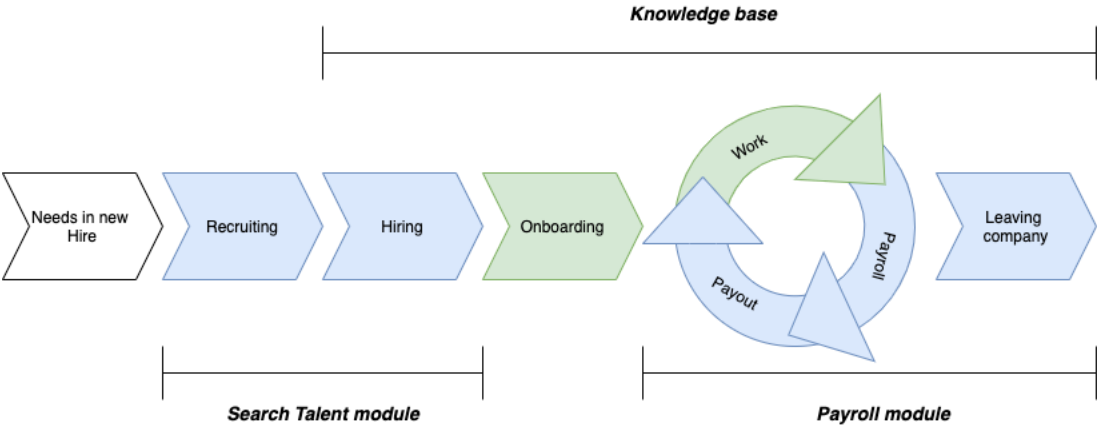 Knowledge base
Needs in new
Hire
Recruiting
Hiring
Onboarding
Work
Payroll
Payout
Leaving
company
Search Talent module
Payroll module